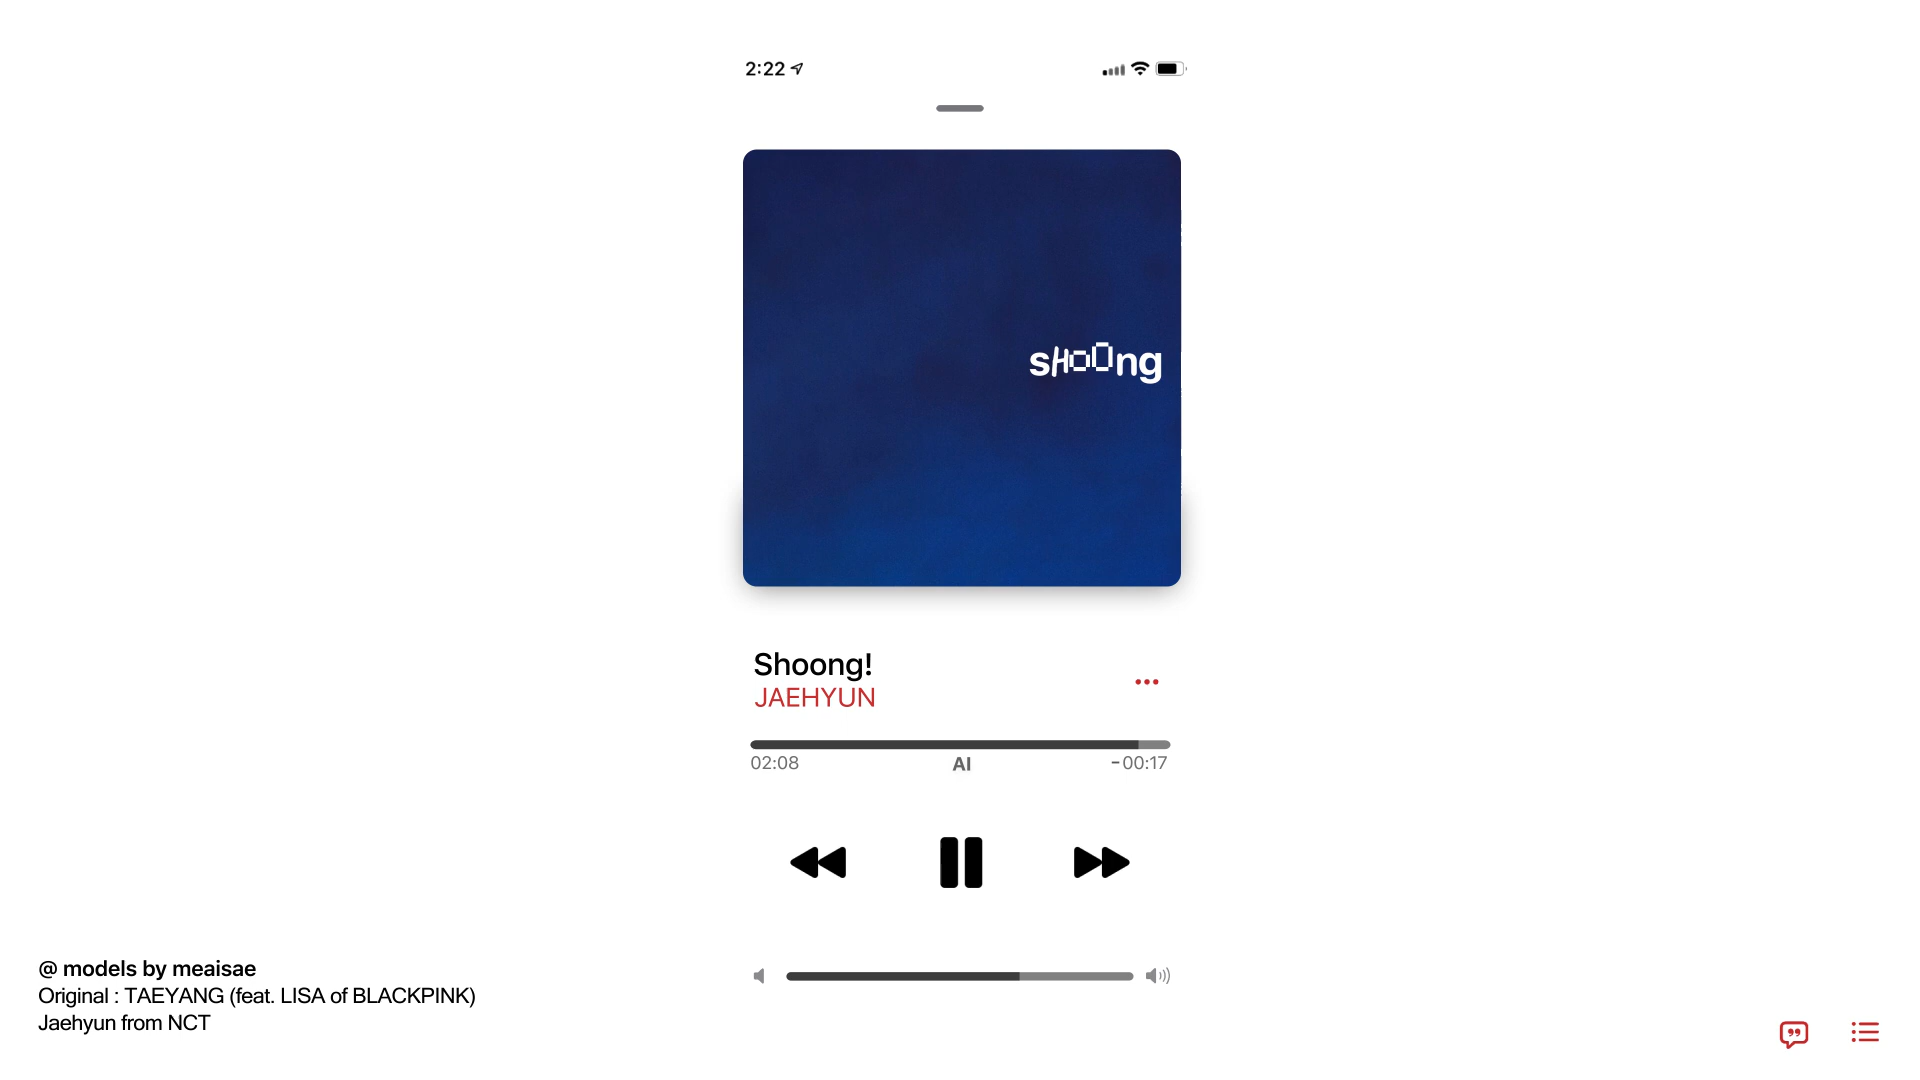 2:22
sHoOng
Shoong!
JAEHYUN
02:08 AI -00:17
@ models by meaisae
Original : TAEYANG (feat. LISA of BLACKPINK)
Jaehyun from NCT